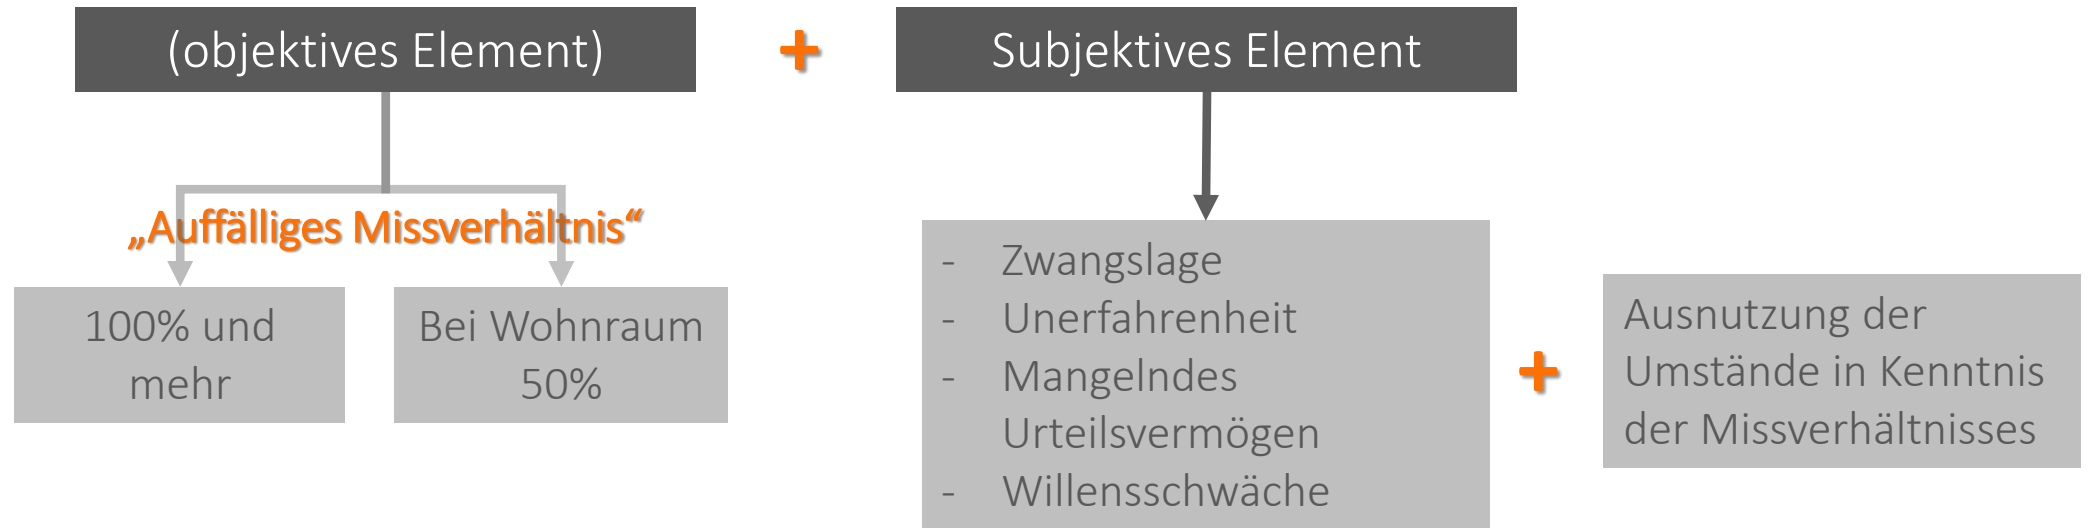 (objektives Element)
+
Subjektives Element
„Auffälliges Missverhältnis“
100% und
mehr
Bei Wohnraum
50%
- Zwangslage
- Unerfahrenheit
- Mangelndes
Urteilsvermögen
- Willensschwäche
+
Ausnutzung der
Umstände in Kenntnis
der Missverhältnisses